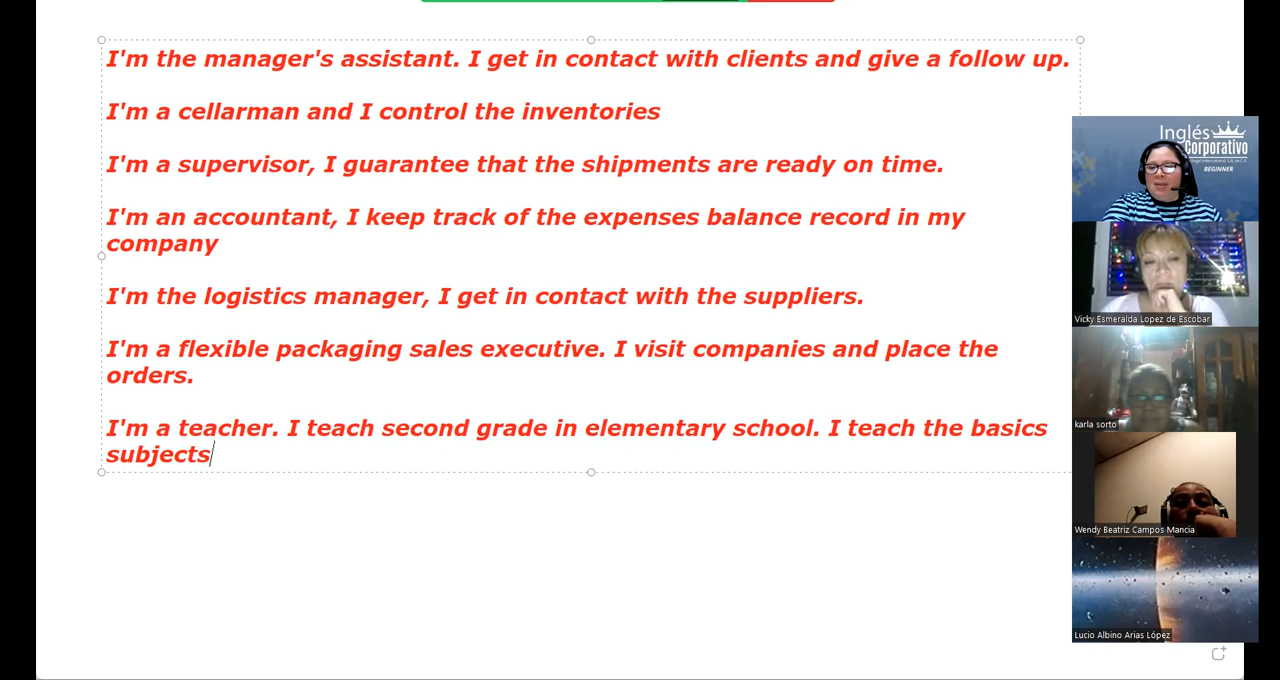 I'm the manager's assistant. I get in contact with clients and give a follow up.
I'm a cellarman and I control the inventories
I'm a supervisor, I guarantee that the shipments are ready on time.
I'm an accountant, I keep track of the expenses balance record in my
company
I'm the logistics manager, I get in contact with the suppliers.
I'm a flexible packaging sales executive. I visit companies and place the
orders.
I'm a teacher. I teach second grade in elementary school. I teach the basics
subjects
Inglés
Corporativo
BEGINNER
Vicky Esmeralda Lopez de Escobar
karla sorto
Wendy Beatriz Campos Mancia
Lucio Albino Arias López